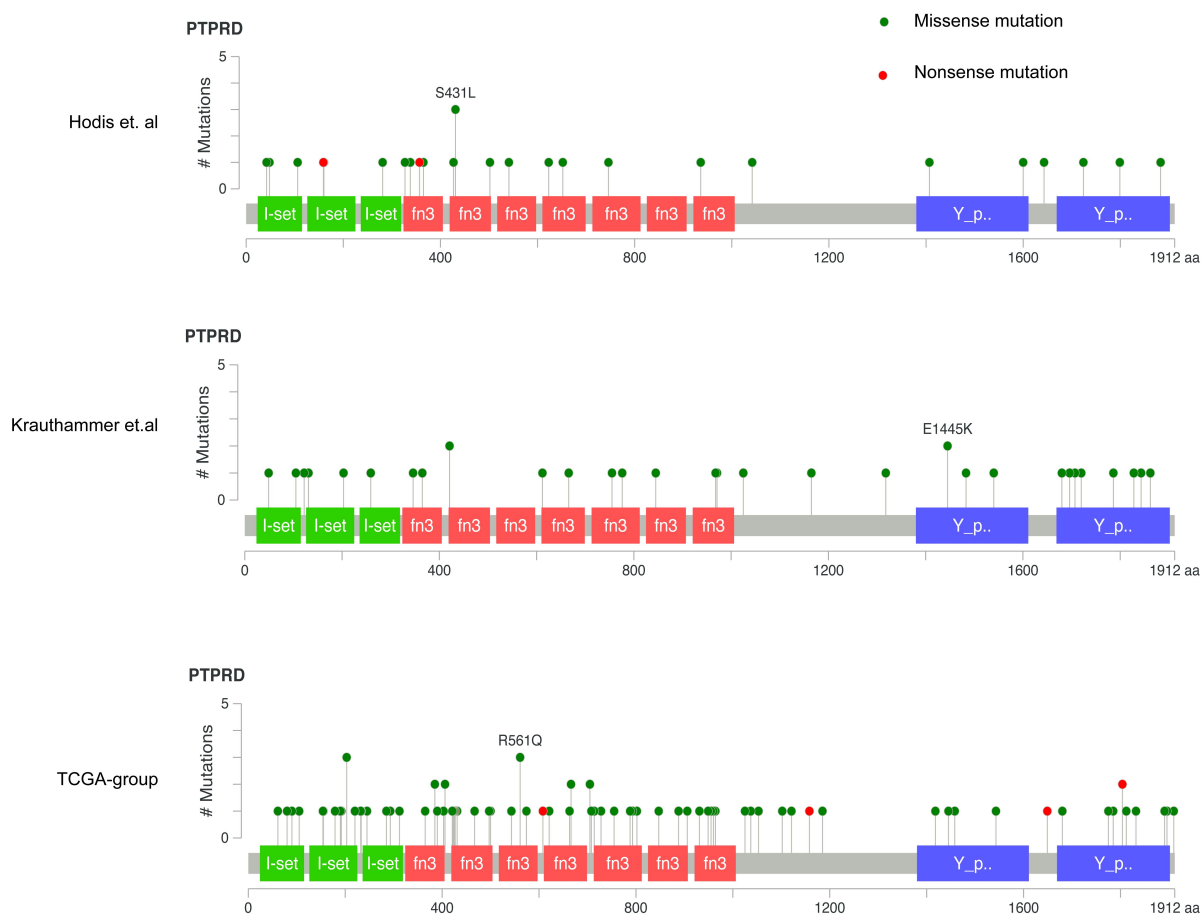 PTPRD
Missense mutation
Nonsense mutation
5
0
# Mutations
Hodis et. al
S431L
I-set I-set I-set fn3 fn3 fn3 fn3 fn3 fn3 fn3 Y_p.. Y_p..
0 400 800 1200 1600 1912 aa
PTPRD
5
0
# Mutations
Krauthammer et.al
E1445K
I-set I-set I-set fn3 fn3 fn3 fn3 fn3 fn3 fn3 Y_p.. Y_p..
0 400 800 1200 1600 1912 aa
PTPRD
5
0
# Mutations
TCGA-group
R561Q
I-set I-set I-set fn3 fn3 fn3 fn3 fn3 fn3 fn3 Y_p.. Y_p..
0 400 800 1200 1600 1912 aa